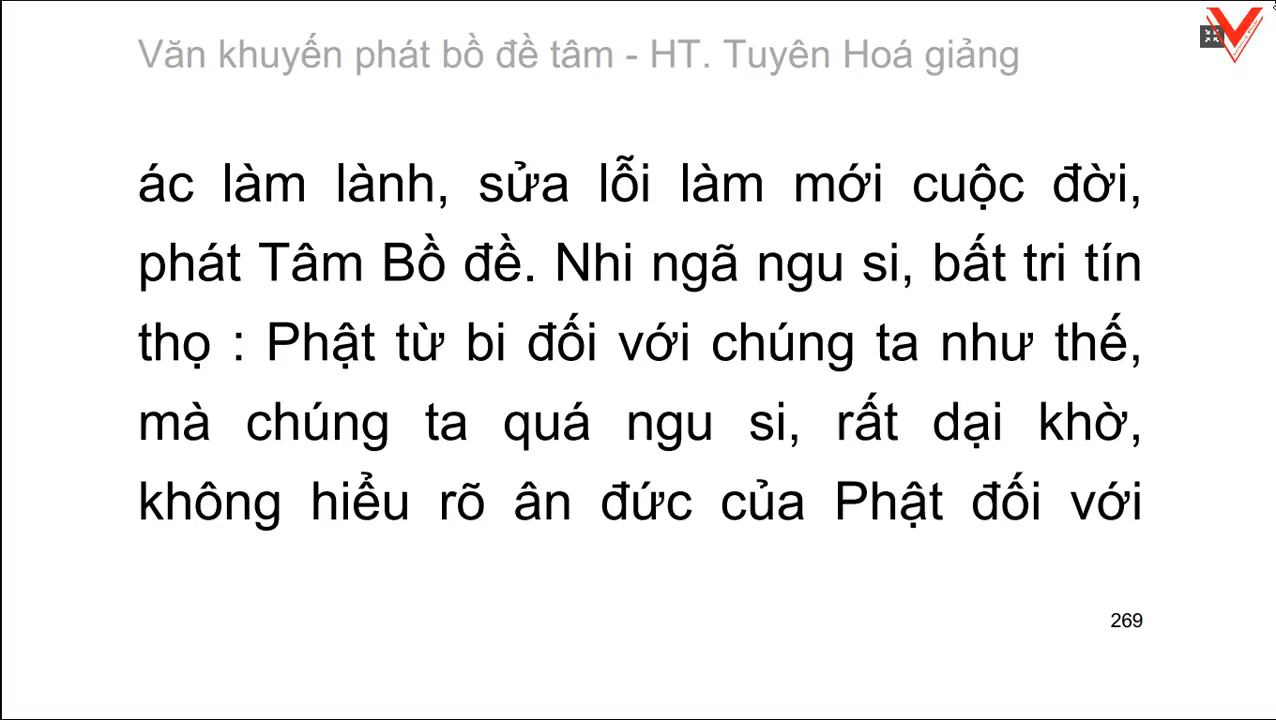 Văn khuyến phát bồ đề tâm - HT. Tuyên Hoá giảng
ác làm lành, sửa lỗi làm mới cuộc đời,
phát Tâm Bồ đề. Nhi ngã ngu si, bất tri tín
thọ : Phật từ bi đối với chúng ta như thế,
mà chúng ta quá ngu si, rất dại khờ,
không hiểu rõ ân đức của Phật đối với
269